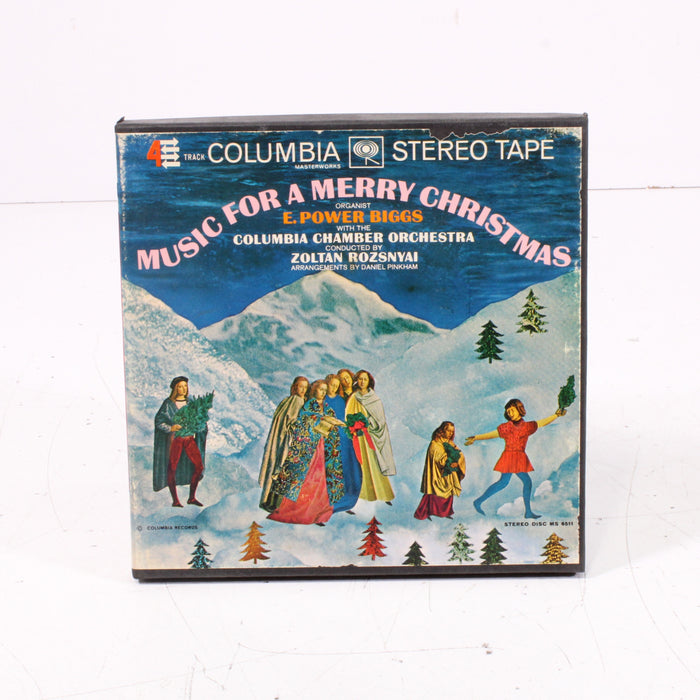 4 TRACK COLUMBIA STEREO TAPE
MASTERWORKS
MUSIC FOR A MERRY CHRISTMAS
ORGANIST
E. POWER BIGGS
WITH THE
COLUMBIA CHAMBER ORCHESTRA
CONDUCTED BY
ZOLTAN ROZSNYAI
ARRANGEMENTS BY DANIEL PINKHAM
© COLUMBIA RECORDS
STEREO DISC MS 6511